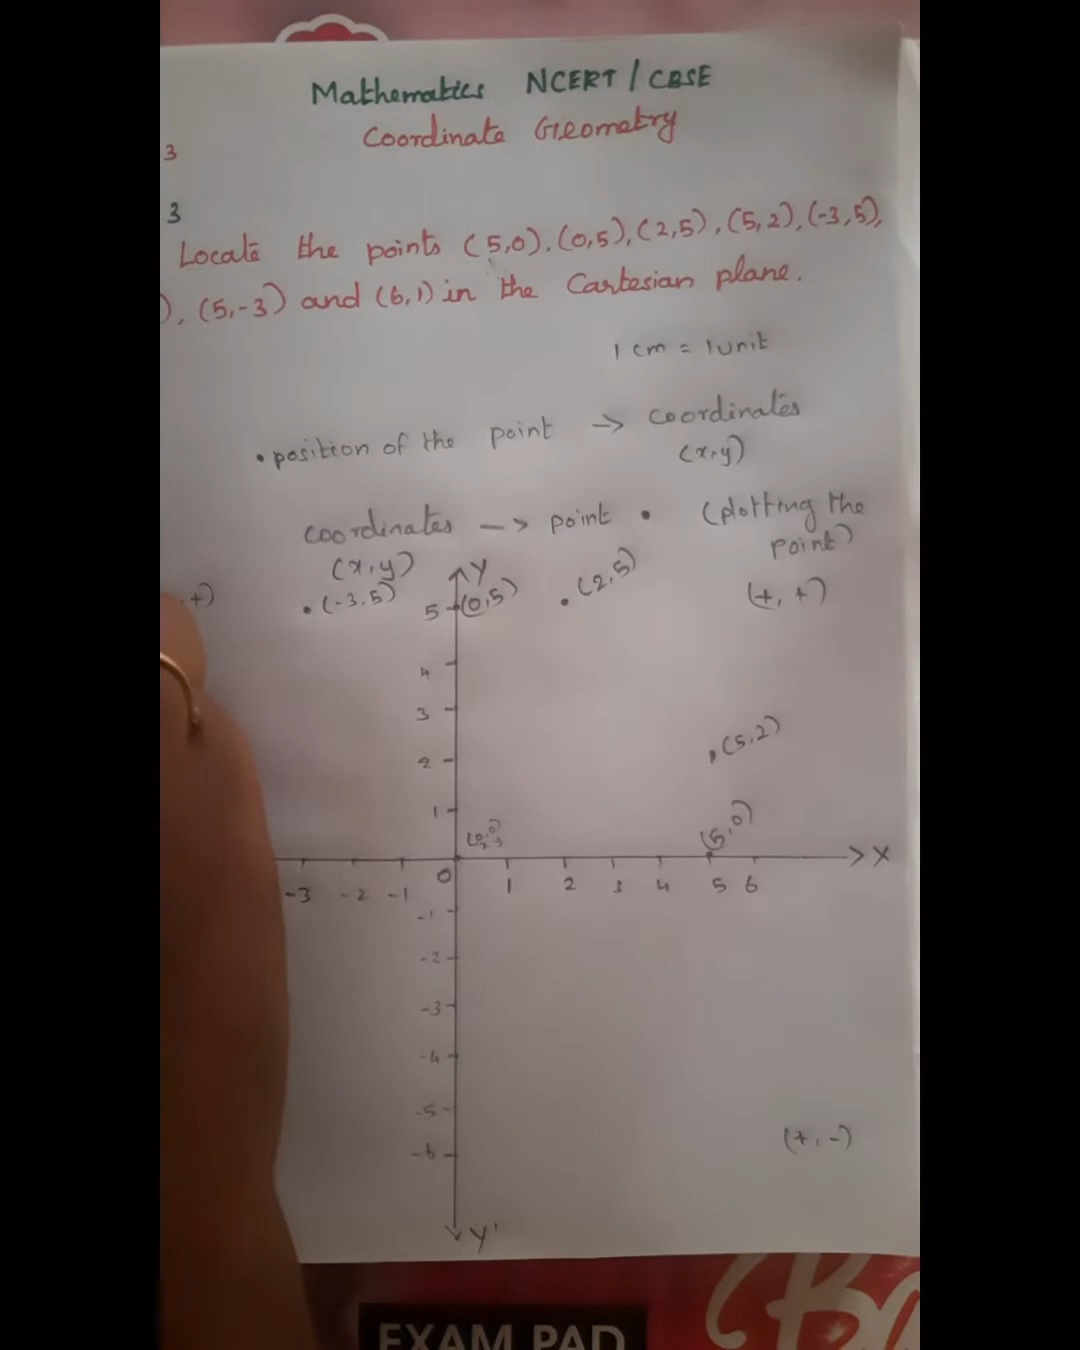 Mathematics NCERT / CBSE
Coordinate Geometry
3
3
Locate the points (5,0), (0,5), (2,5), (5,2), (-3,5),
), (5,-3) and (6,1) in the Cartesian plane.
1 cm = 1 unit
• position of the point -> coordinates
(x,y)
coordinates -> point • (plotting the
(x,y) point)
Y
,+) •(-3,5) 5 (0,5) •(2,5) (+,+)
4
3
2 •(5,2)
1
(0,0) (5,0)
-3 -2 -1 0 1 2 3 4 5 6 X
-1
-2
-3
-4
-5
-6
(+,-)
Y'
EXAM PAD